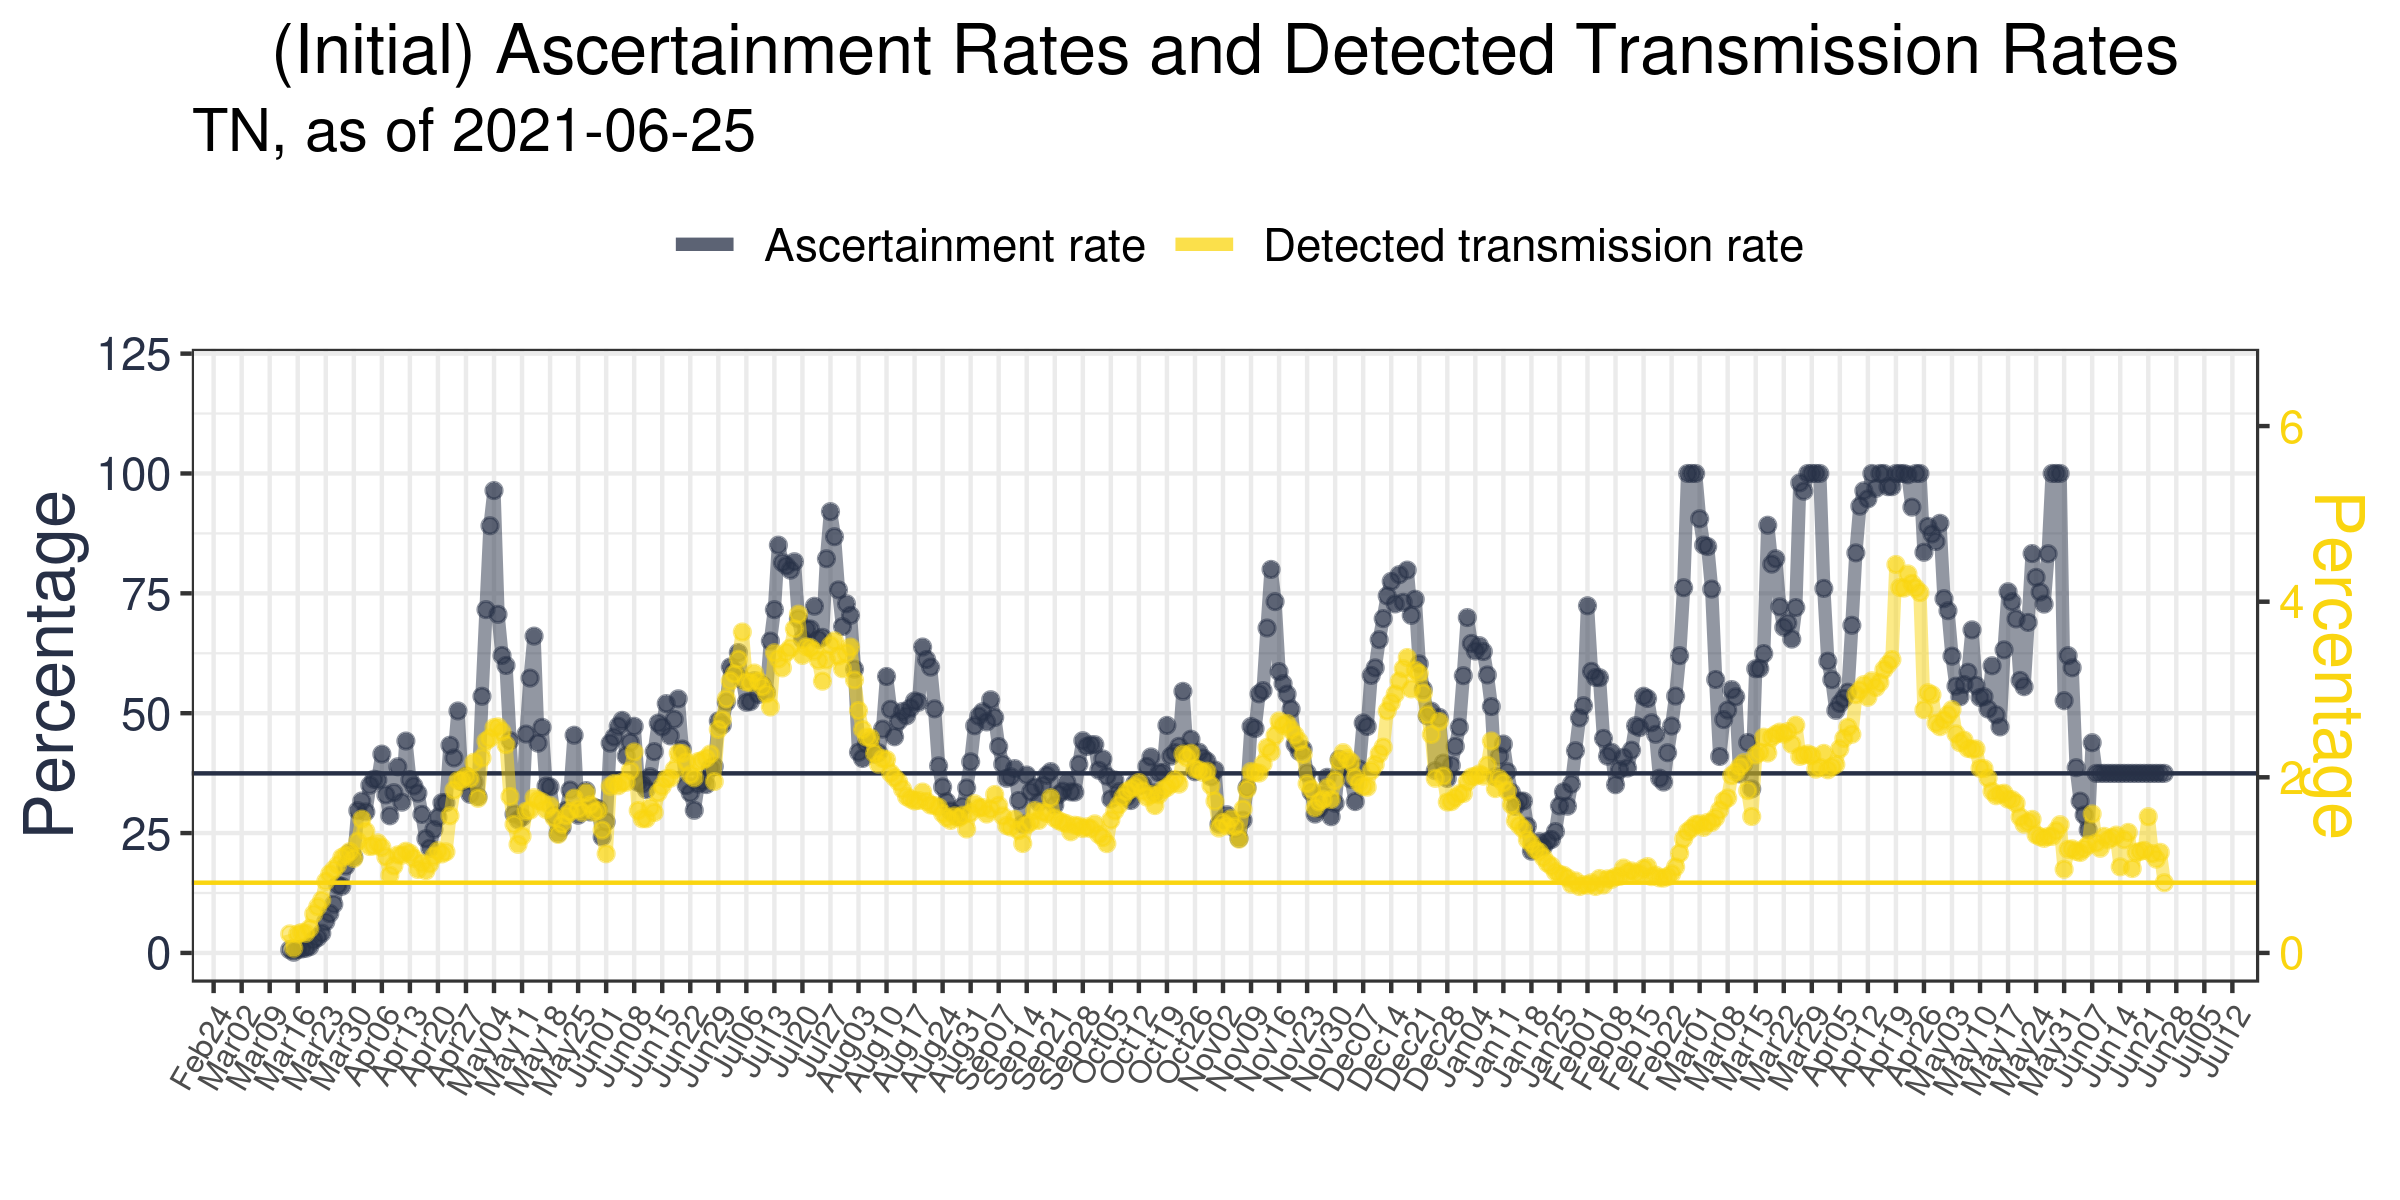 (Initial) Ascertainment Rates and Detected Transmission Rates
TN, as of 2021-06-25
Ascertainment rate
Detected transmission rate
125
100
75
50
25
0
Percentage
6
4
2
0
Percentage
Feb24
Mar02
Mar09
Mar16
Mar23
Mar30
Apr06
Apr13
Apr20
Apr27
May04
May11
May18
May25
Jun01
Jun08
Jun15
Jun22
Jun29
Jul06
Jul13
Jul20
Jul27
Aug03
Aug10
Aug17
Aug24
Aug31
Sep07
Sep14
Sep21
Sep28
Oct05
Oct12
Oct19
Oct26
Nov02
Nov09
Nov16
Nov23
Nov30
Dec07
Dec14
Dec21
Dec28
Jan04
Jan11
Jan18
Jan25
Feb01
Feb08
Feb15
Feb22
Mar01
Mar08
Mar15
Mar22
Mar29
Apr05
Apr12
Apr19
Apr26
May03
May10
May17
May24
May31
Jun07
Jun14
Jun21
Jun28
Jul05
Jul12